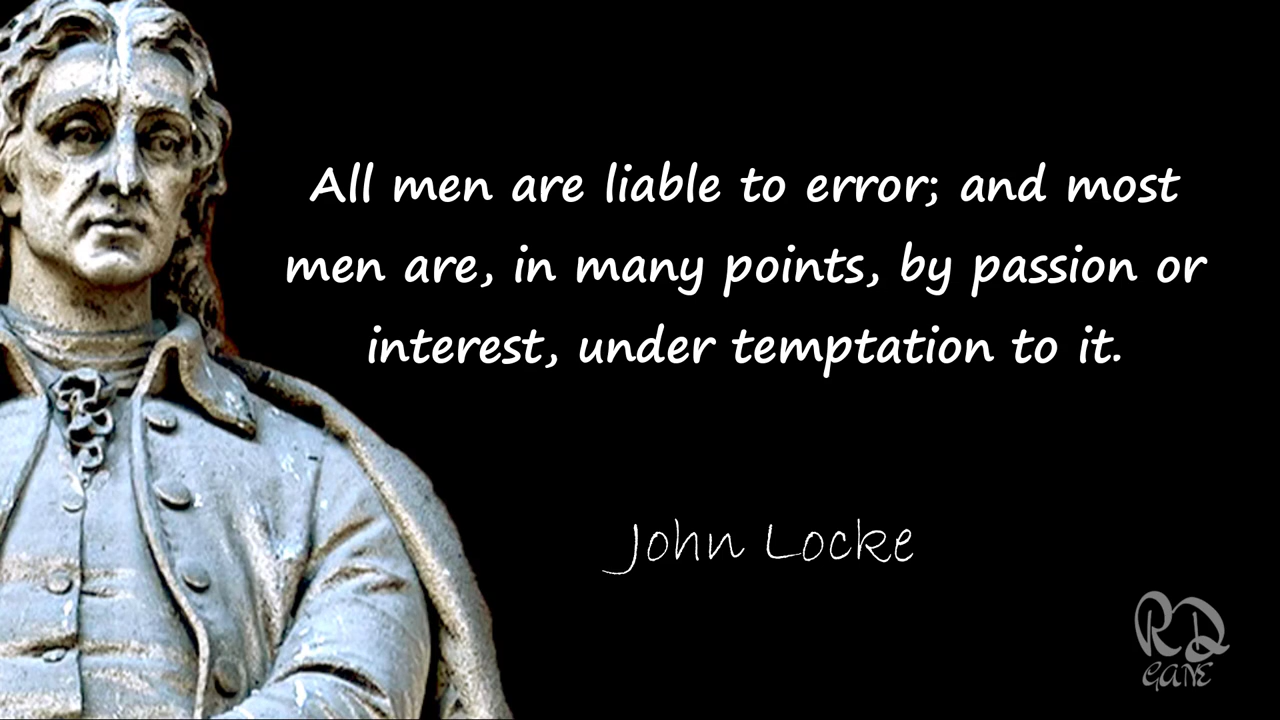 All men are liable to error; and most
men are, in many points, by passion or
interest, under temptation to it.
John Locke
RD
GANE